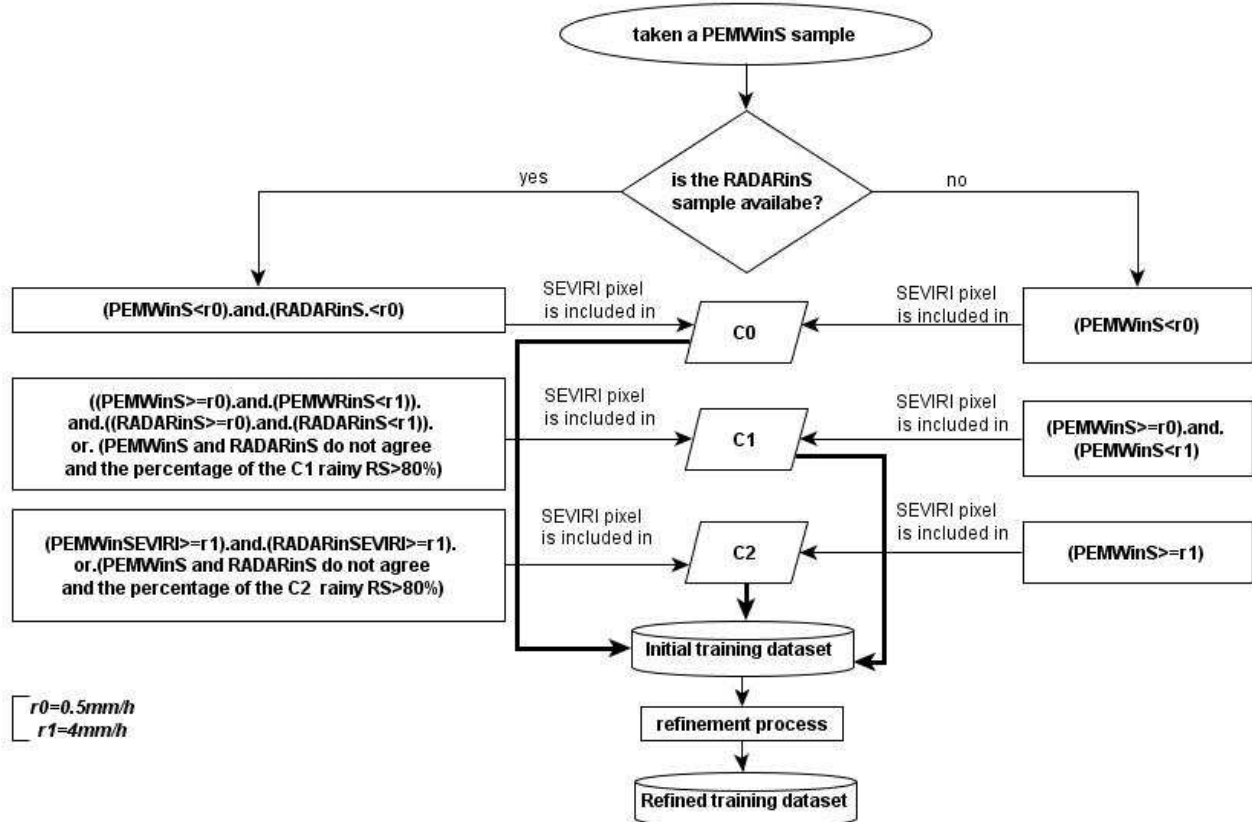 taken a PEMWinS sample
is the RADARinS
sample availabe?
yes
no
(PEMWinS<r0).and.(RADARinS.<r0)
SEVIRI pixel
is included in
C0
SEVIRI pixel
is included in
(PEMWinS<r0)
((PEMWinS>=r0).and.(PEMWRinS<r1)).
and.((RADARinS>=r0).and.(RADARinS<r1)).
or. (PEMWinS and RADARinS do not agree
and the percentage of the C1 rainy RS>80%)
SEVIRI pixel
is included in
C1
SEVIRI pixel
is included in
(PEMWinS>=r0).and.
(PEMWinS<r1)
(PEMWinSEVIRI>=r1).and.(RADARinSEVIRI>=r1).
or.(PEMWinS and RADARinS do not agree
and the percentage of the C2 rainy RS>80%)
SEVIRI pixel
is included in
C2
SEVIRI pixel
is included in
(PEMWinS>=r1)
Initial training dataset
r0=0.5mm/h
r1=4mm/h
refinement process
Refined training dataset